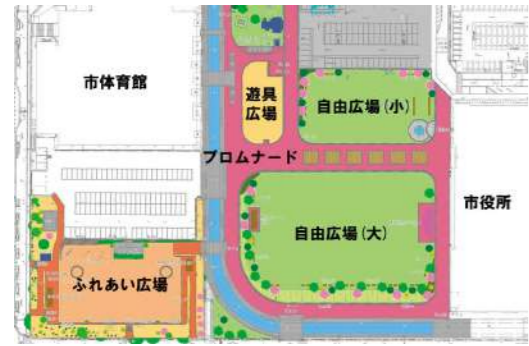 市体育館
遊具
広場
自由広場(小)
プロムナード
市役所
自由広場(大)
ふれあい広場